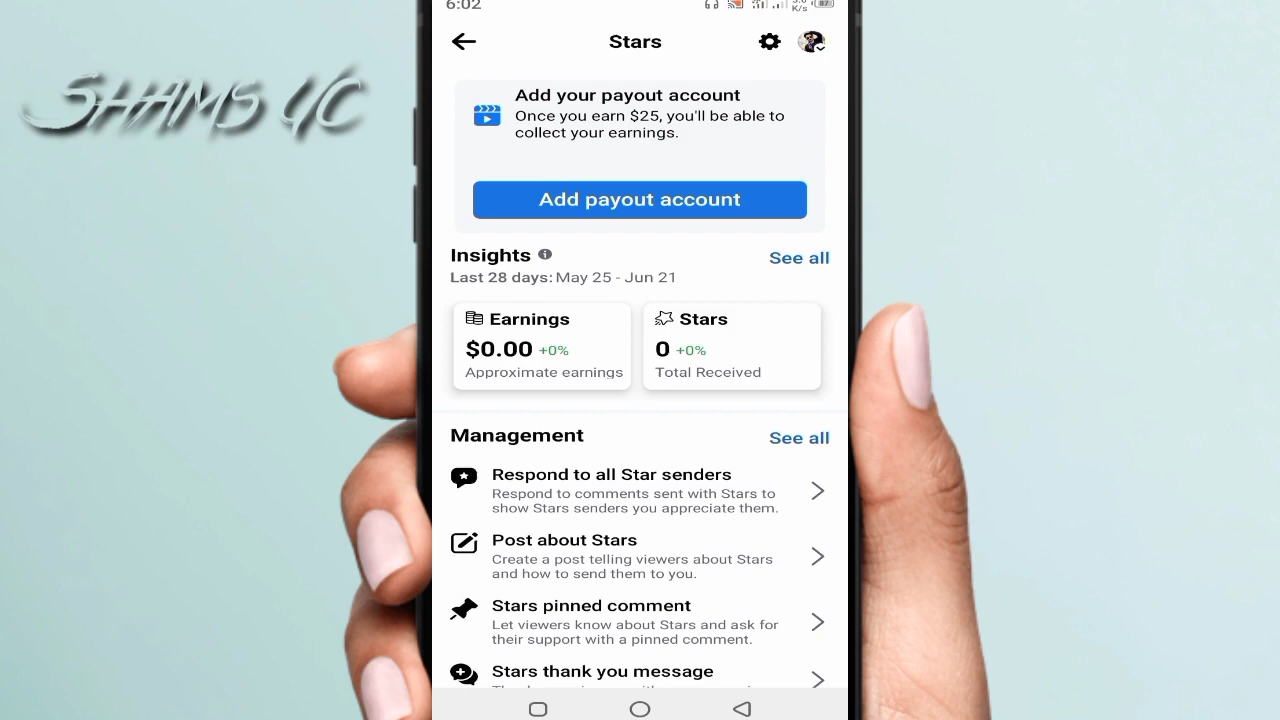 6:02
K/s
87
Stars
SHAMS YC
Add your payout account
Once you earn $25, you'll be able to
collect your earnings.
Add payout account
Insights
See all
Last 28 days: May 25 - Jun 21
Earnings
$0.00 +0%
Approximate earnings
Stars
0 +0%
Total Received
Management
See all
Respond to all Star senders
Respond to comments sent with Stars to
show Stars senders you appreciate them.
Post about Stars
Create a post telling viewers about Stars
and how to send them to you.
Stars pinned comment
Let viewers know about Stars and ask for
their support with a pinned comment.
Stars thank you message